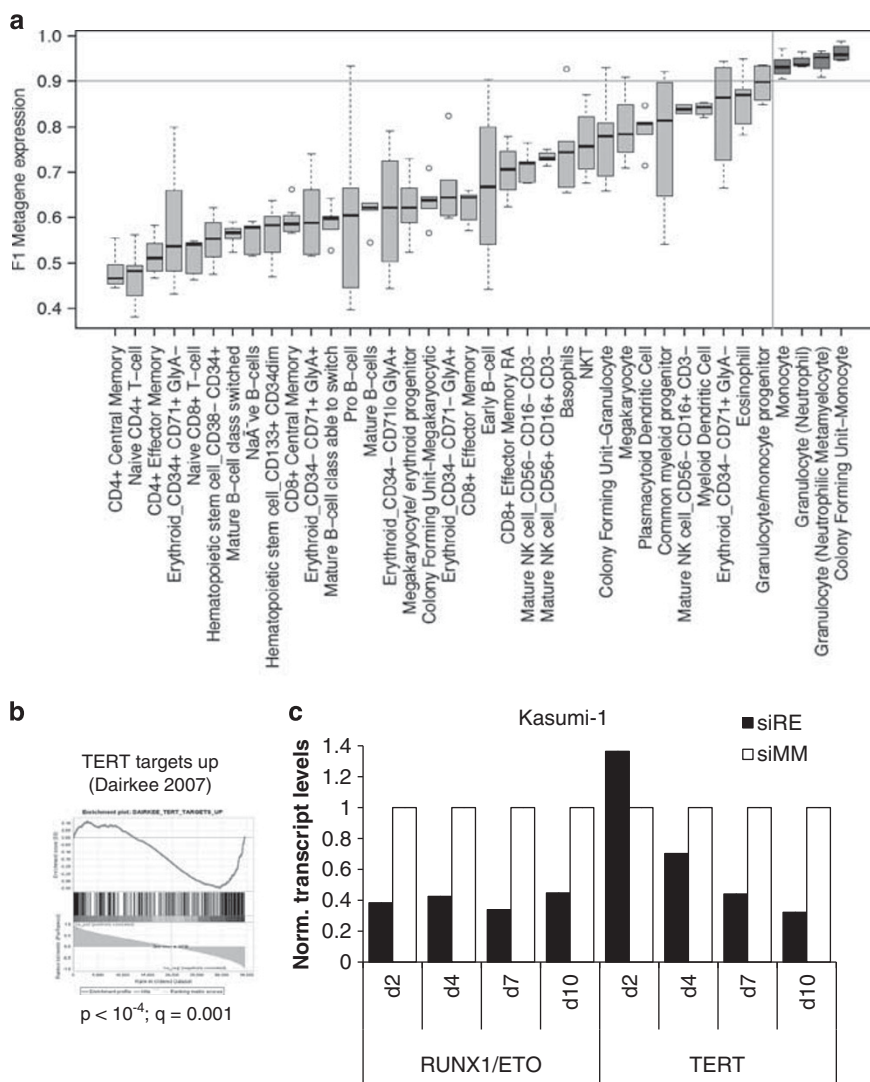 a
1.0
0.9
0.8
0.7
0.6
0.5
0.4
F1 Metagene expression
CD4+ Central Memory
Naive CD4+ T-cell
CD4+ Effector Memory
Erythroid_CD34+ CD71+ GlyA-
Naive CD8+ T-cell
Hematopoietic stem cell_CD38- CD34+
Mature B-cell class switched
NaÃ¯ve B-cells
Hematopoietic stem cell_CD133+ CD34dim
CD8+ Central Memory
Erythroid_CD34- CD71+ GlyA+
Mature B-cell class able to switch
Pro B-cell
Mature B-cells
Erythroid_CD34- CD71lo GlyA+
Megakaryocyte/ erythroid progenitor
Colony Forming Unit-Megakaryocytic
Erythroid_CD34- CD71- GlyA+
CD8+ Effector Memory
Early B-cell
CD8+ Effector Memory RA
Mature NK cell_CD56- CD16- CD3-
Mature NK cell_CD56+ CD16+ CD3-
Basophils
NKT
Colony Forming Unit-Granulocyte
Megakaryocyte
Plasmacytoid Dendritic Cell
Common myeloid progenitor
Mature NK cell_CD56- CD16+ CD3-
Myeloid Dendritic Cell
Erythroid_CD34- CD71+ GlyA-
Eosinophill
Granulocyte/monocyte progenitor
Monocyte
Granulocyte (Neutrophil)
Granulocyte (Neutrophilic Metamyelocyte)
Colony Forming Unit-Monocyte
b
TERT targets up
(Dairkee 2007)
Enrichment plot: DAIRKEE_TERT_TARGETS_UP
p < 10-4; q = 0.001
c
Kasumi-1
siRE
siMM
Norm. transcript levels
1.4
1.2
1
0.8
0.6
0.4
0.2
0
d2 d4 d7 d10 d2 d4 d7 d10
RUNX1/ETO TERT